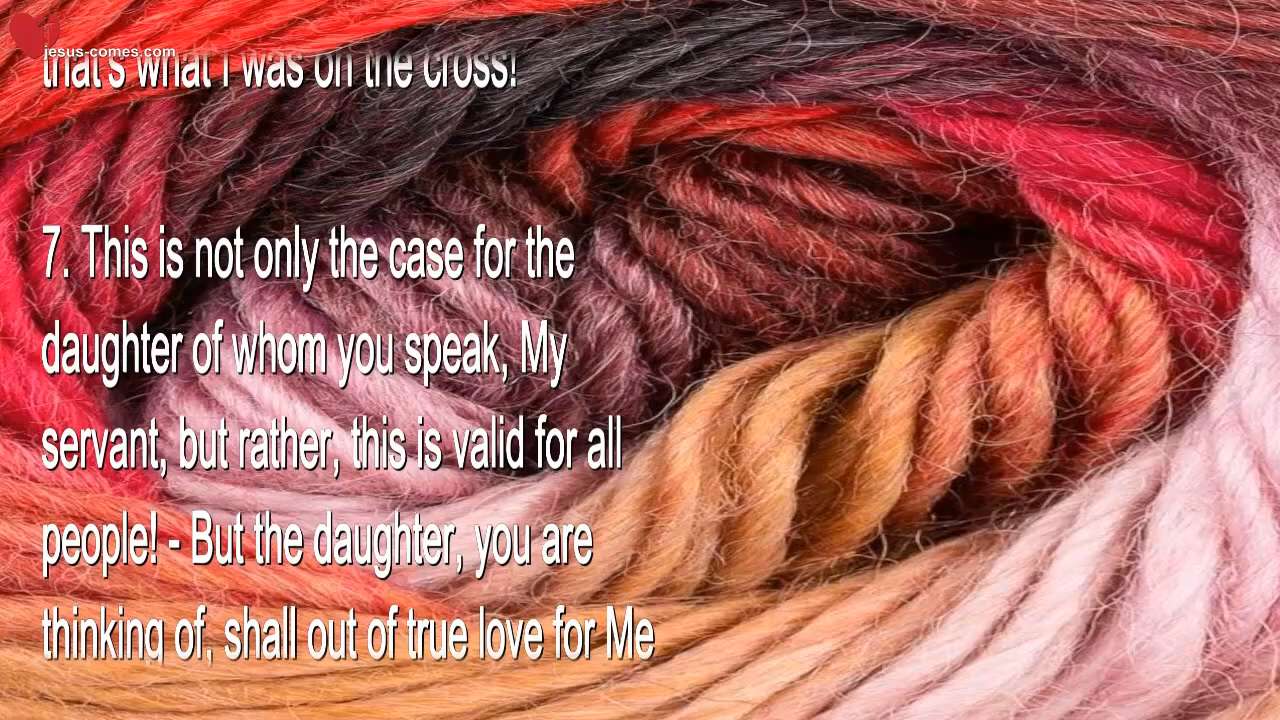 jesus-comes.com
that's what I was on the cross!
7. This is not only the case for the
daughter of whom you speak, My
servant, but rather, this is valid for all
people! - But the daughter, you are
thinking of, shall out of true love for Me